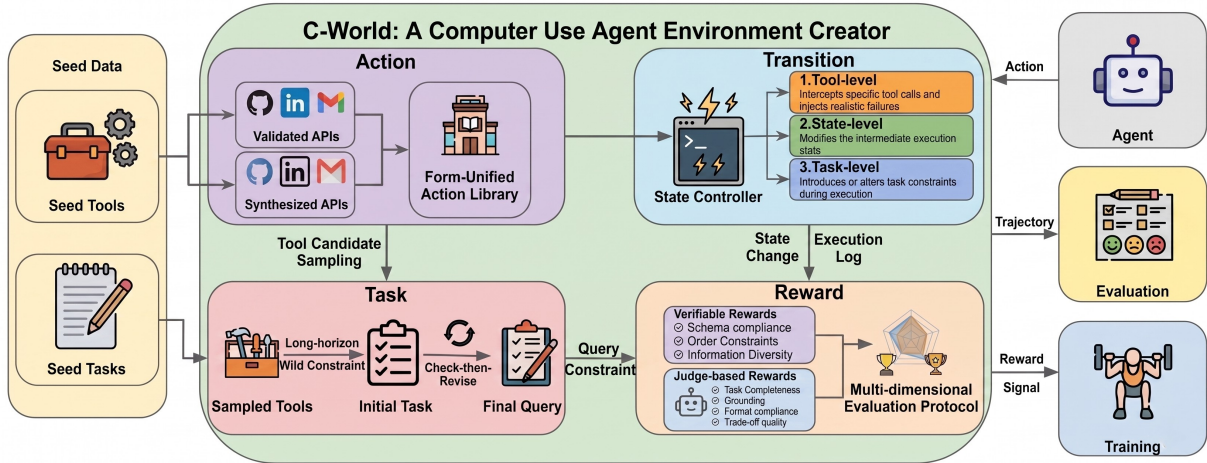 C-World: A Computer Use Agent Environment Creator
Seed Data
Seed Tools
Seed Tasks
Action
in
Validated APIs
in
Synthesized APIs
Form-Unified
Action Library
Transition
State Controller
1.Tool-level
Intercepts specific tool calls and
injects realistic failures
2.State-level
Modifies the intermediate execution
stats
3.Task-level
Introduces or alters task constraints
during execution
Tool Candidate
Sampling
State
Change
Execution
Log
Task
Sampled Tools
Long-horizon
Wild Constraint
Initial Task
Check-then-
Revise
Final Query
Query
Constraint
Reward
Verifiable Rewards
Schema compliance
Order Constraints
Information Diversity
Judge-based Rewards
Task Completeness
Grounding
Format compliance
Trade-off quality
Multi-dimensional
Evaluation Protocol
Action
Agent
Trajectory
Evaluation
Reward
Signal
Training